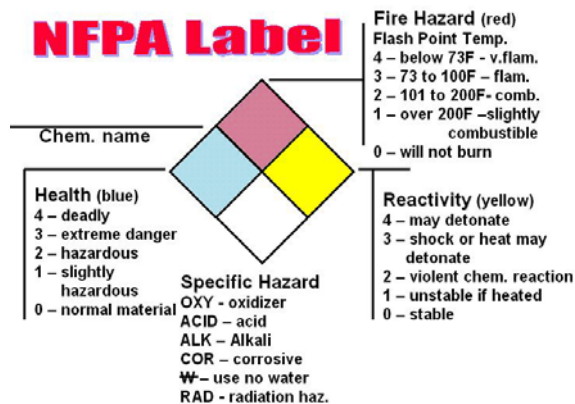 NFPA Label
Fire Hazard (red)
Flash Point Temp.
4 – below 73F - v.flam.
3 – 73 to 100F – flam.
2 – 101 to 200F- comb.
1 – over 200F –slightly
combustible
0 – will not burn
Chem. name
Health (blue)
4 – deadly
3 – extreme danger
2 – hazardous
1 – slightly
hazardous
0 – normal material
Reactivity (yellow)
4 – may detonate
3 – shock or heat may
detonate
2 – violent chem. reaction
1 – unstable if heated
0 – stable
Specific Hazard
OXY - oxidizer
ACID – acid
ALK – Alkali
COR – corrosive
W – use no water
RAD - radiation haz.